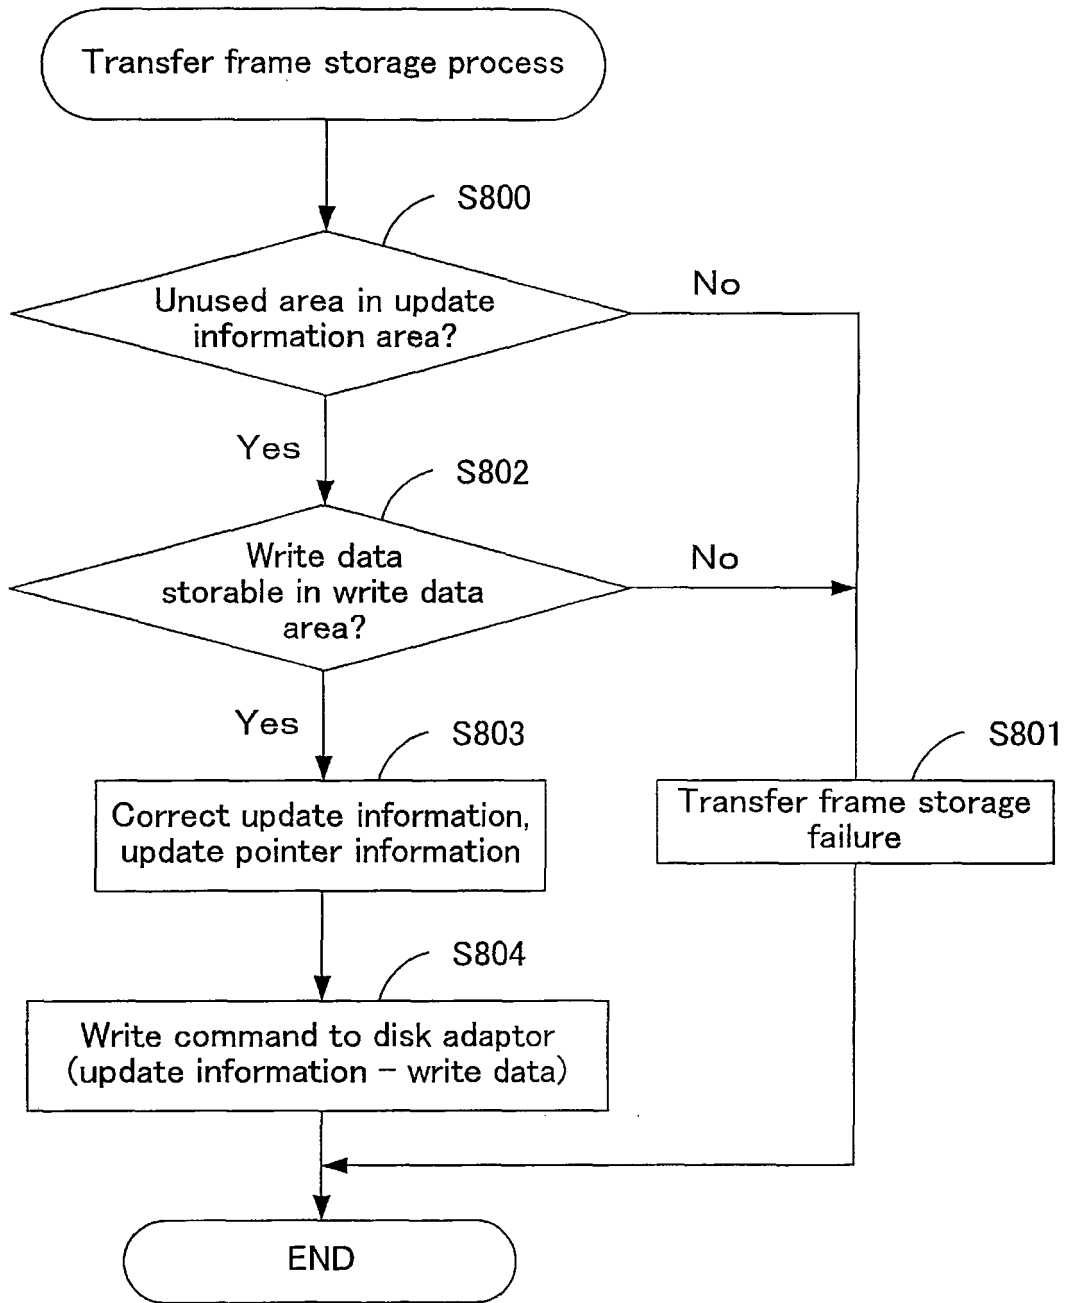 Transfer frame storage process
S800
Unused area in update
information area?
No
Yes
S802
Write data
storable in write data
area?
No
Yes
S803
Correct update information,
update pointer information
S801
Transfer frame storage
failure
S804
Write command to disk adaptor
(update information – write data)
END